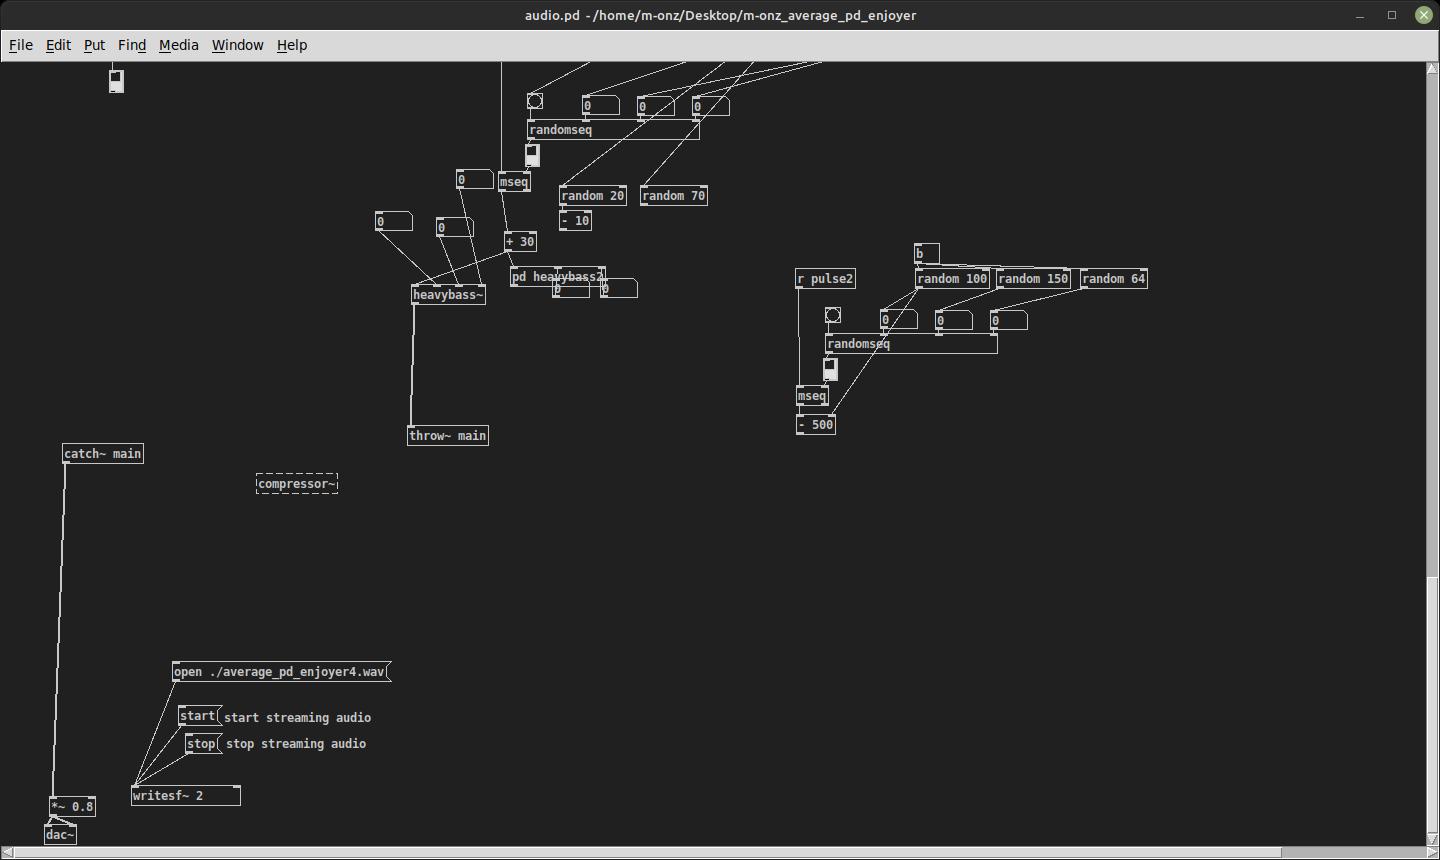 audio.pd - /home/m-onz/Desktop/m-onz_average_pd_enjoyer
File Edit Put Find Media Window Help
0 0 0
randomseq
0 mseq
random 20 random 70
0 0 - 10
+ 30
b
pd heavybass2
r pulse2 random 100 random 150 random 64
heavybass~ 0 0
0 0 0
randomseq
mseq
- 500
throw~ main
catch~ main
compressor~
open ./average_pd_enjoyer4.wav
start start streaming audio
stop stop streaming audio
writesf~ 2
*~ 0.8
dac~